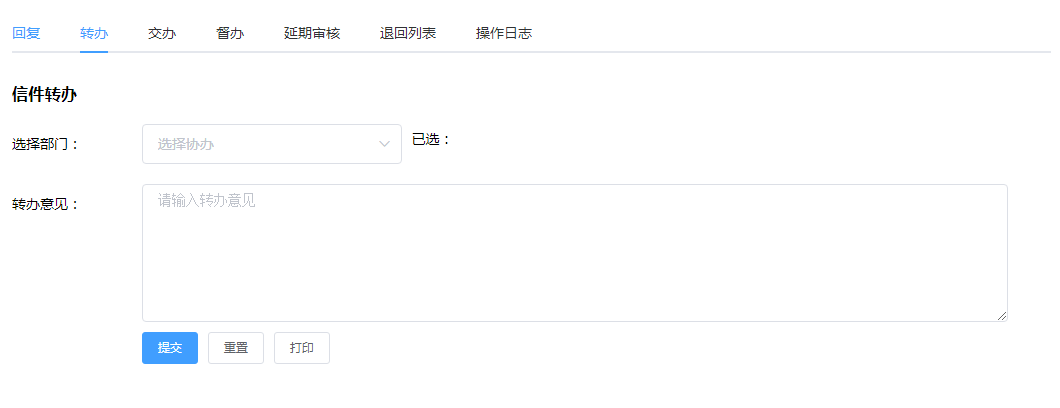 回复 转办 交办 督办 延期审核 退回列表 操作日志
信件转办
选择部门： 选择协办 已选：
转办意见： 请输入转办意见
提交 重置 打印